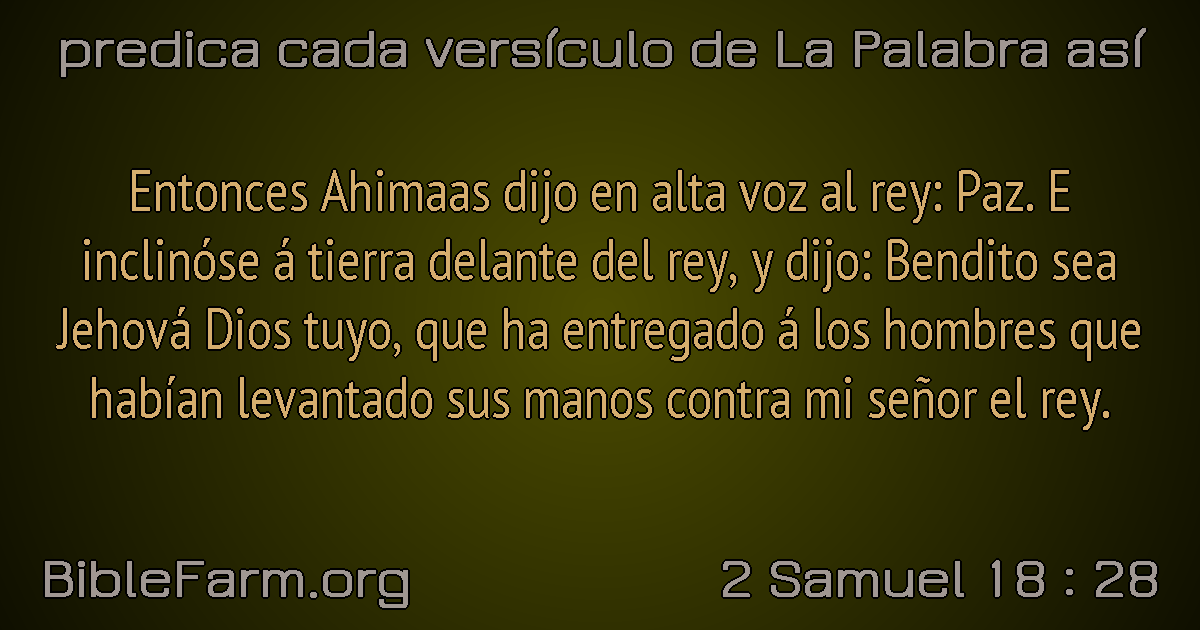 predica cada versículo de La Palabra así
Entonces Ahimaas dijo en alta voz al rey: Paz. E
inclinóse á tierra delante del rey, y dijo: Bendito sea
Jehová Dios tuyo, que ha entregado á los hombres que
habían levantado sus manos contra mi señor el rey.
BibleFarm.org
2 Samuel 18 : 28